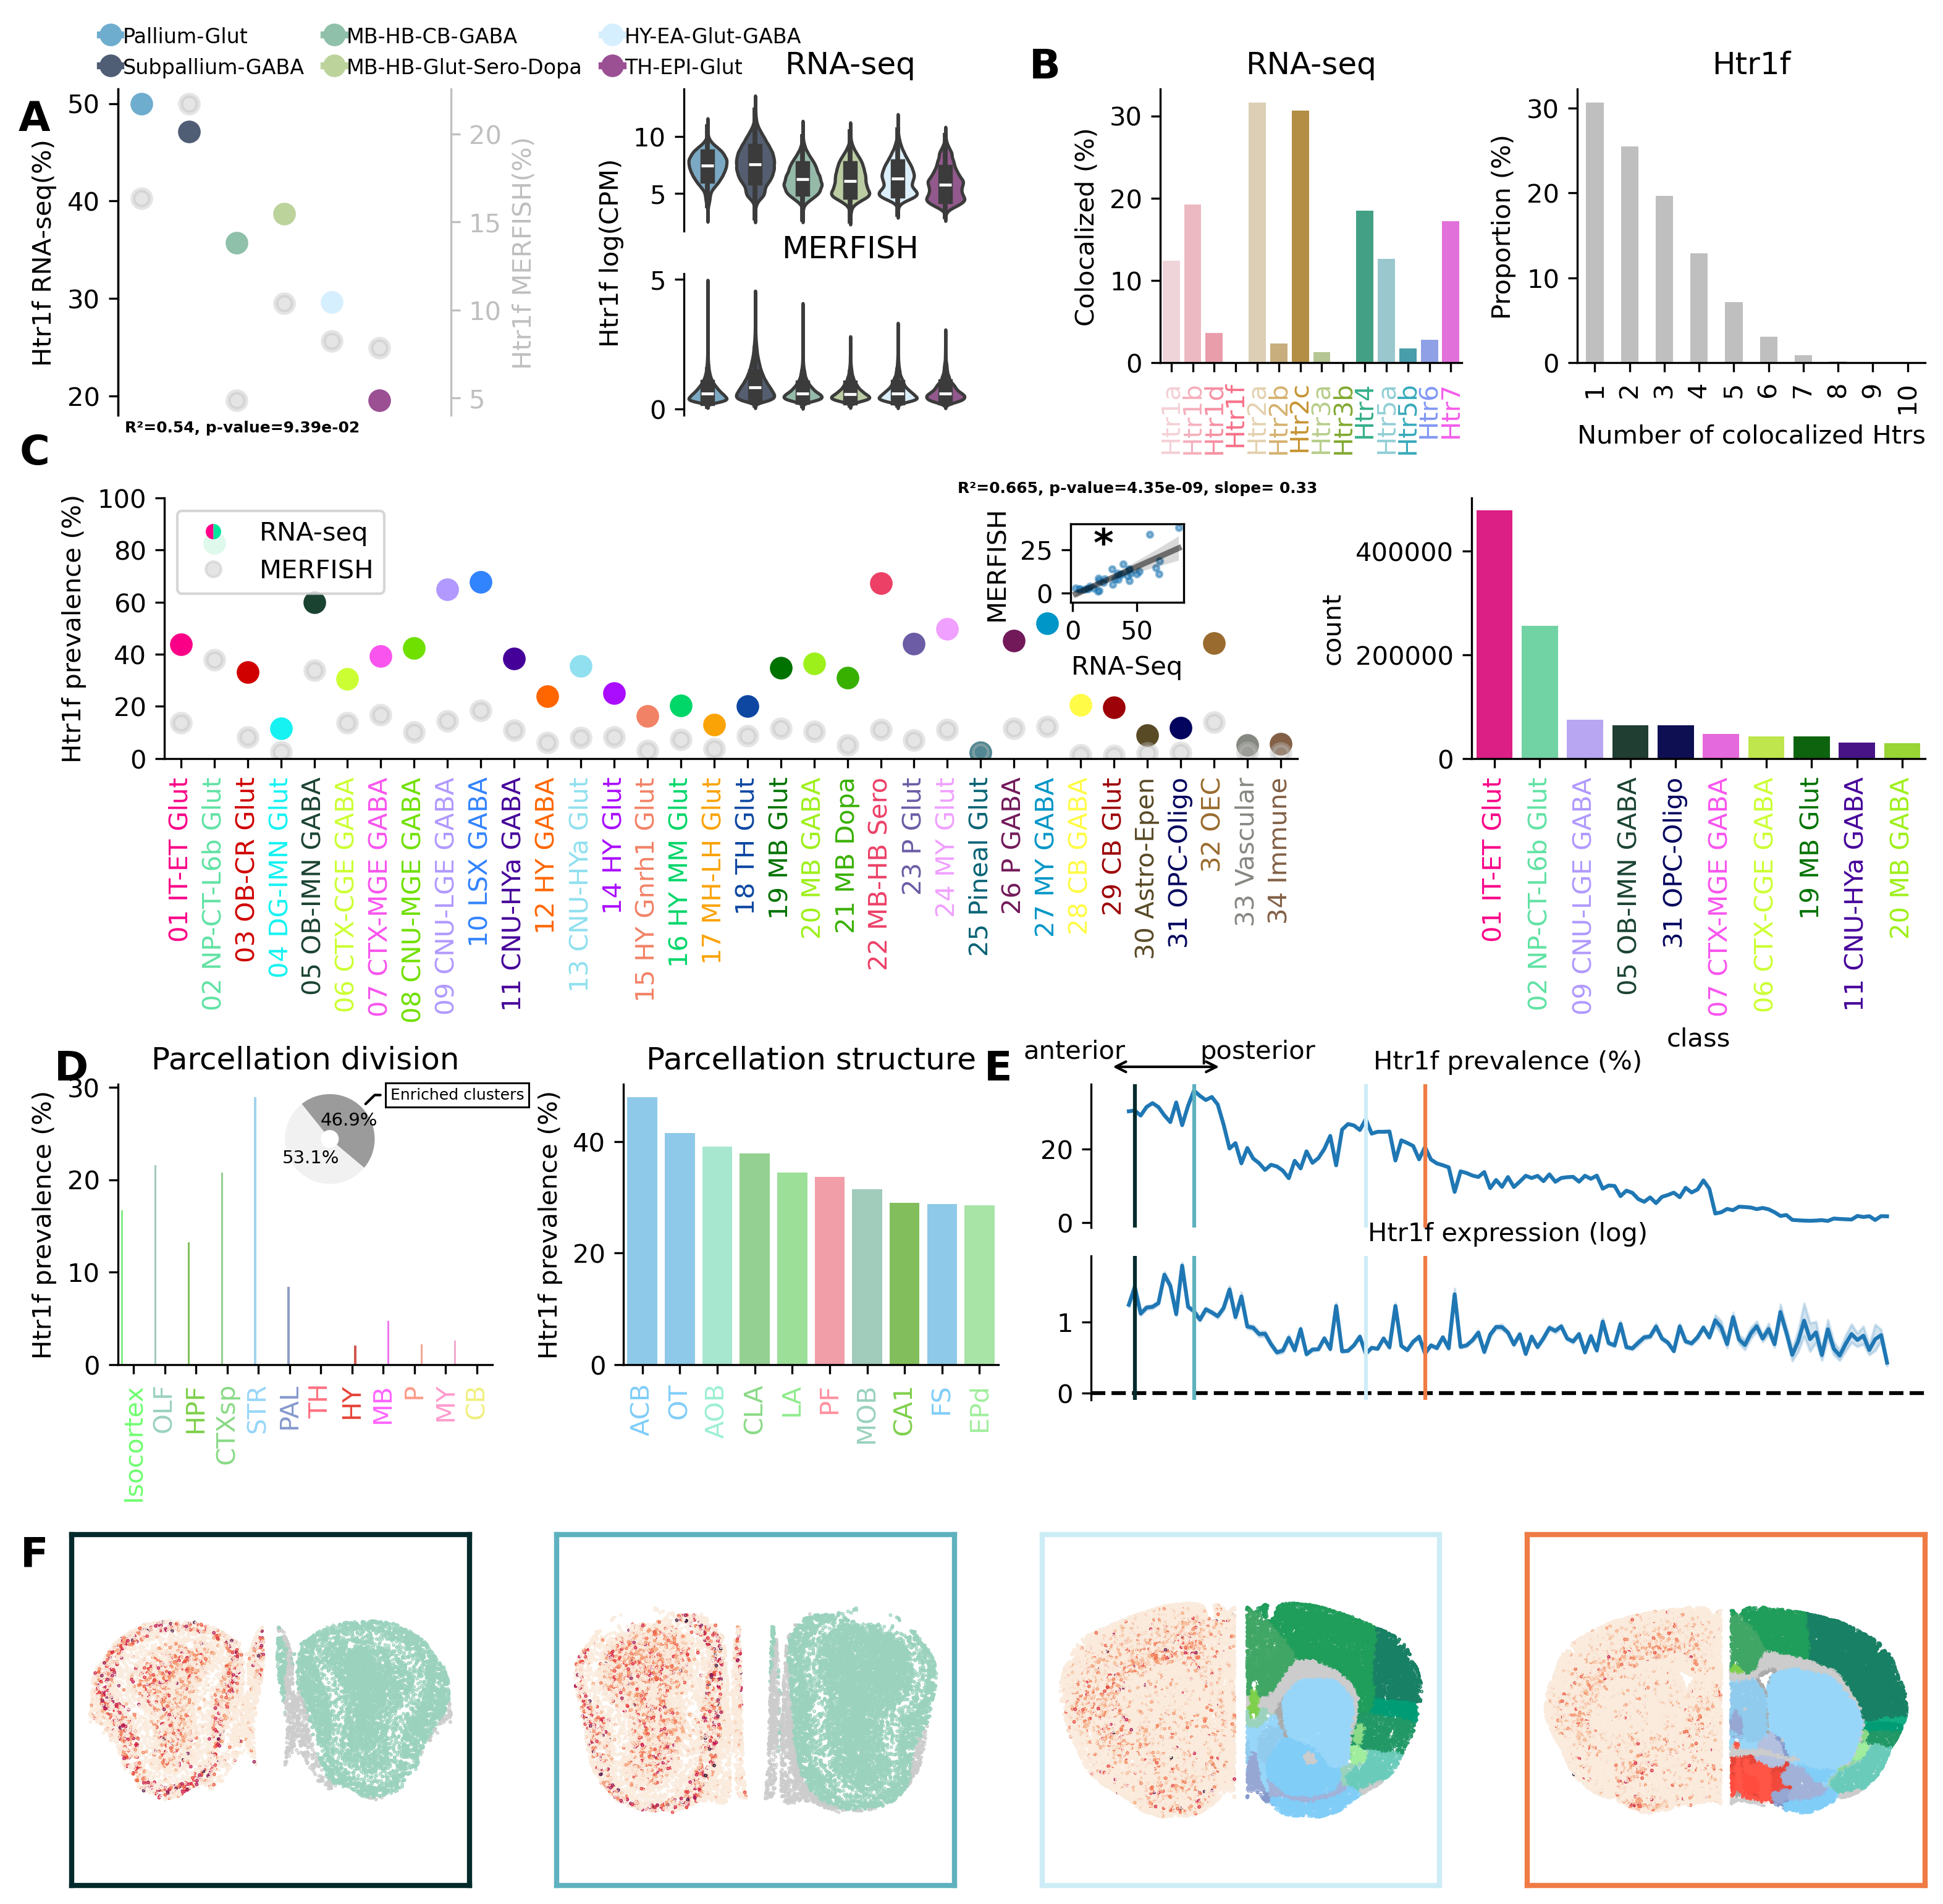 Pallium-Glut
MB-HB-CB-GABA
HY-EA-Glut-GABA
Subpallium-GABA
MB-HB-Glut-Sero-Dopa
TH-EPI-Glut
A
Htr1f RNA-seq(%)
50
40
30
20
Htr1f MERFISH(%)
20
15
10
5
R²=0.54, p-value=9.39e-02
RNA-seq
Htr1f log(CPM)
10
5
MERFISH
5
0
B
RNA-seq
Colocalized (%)
30
20
10
0
Htr1a
Htr1b
Htr1d
Htr1f
Htr2a
Htr2b
Htr2c
Htr3a
Htr3b
Htr4
Htr5a
Htr5b
Htr6
Htr7
Htr1f
Proportion (%)
30
20
10
0
1
2
3
4
5
6
7
8
9
10
Number of colocalized Htrs
C
Htr1f prevalence (%)
100
80
60
40
20
0
RNA-seq
MERFISH
R²=0.665, p-value=4.35e-09, slope= 0.33
MERFISH
25
0
*
0
50
RNA-Seq
01 IT-ET Glut
02 NP-CT-L6b Glut
03 OB-CR Glut
04 DG-IMN Glut
05 OB-IMN GABA
06 CTX-CGE GABA
07 CTX-MGE GABA
08 CNU-MGE GABA
09 CNU-LGE GABA
10 LSX GABA
11 CNU-HYa GABA
12 HY GABA
13 CNU-HYa Glut
14 HY Glut
15 HY Gnrh1 Glut
16 HY MM Glut
17 MH-LH Glut
18 TH Glut
19 MB Glut
20 MB GABA
21 MB Dopa
22 MB-HB Sero
23 P Glut
24 MY Glut
25 Pineal Glut
26 P GABA
27 MY GABA
28 CB GABA
29 CB Glut
30 Astro-Epen
31 OPC-Oligo
32 OEC
33 Vascular
34 Immune
count
400000
200000
0
01 IT-ET Glut
02 NP-CT-L6b Glut
09 CNU-LGE GABA
05 OB-IMN GABA
31 OPC-Oligo
07 CTX-MGE GABA
06 CTX-CGE GABA
19 MB Glut
11 CNU-HYa GABA
20 MB GABA
class
D
Parcellation division
Htr1f prevalence (%)
30
20
10
0
46.9%
53.1%
Enriched clusters
Isocortex
OLF
HPF
CTXsp
STR
PAL
TH
HY
MB
P
MY
CB
Parcellation structure
Htr1f prevalence (%)
40
20
0
ACB
OT
AOB
CLA
LA
PF
MOB
CA1
FS
EPd
E
anterior
posterior
Htr1f prevalence (%)
20
0
Htr1f expression (log)
1
0
F